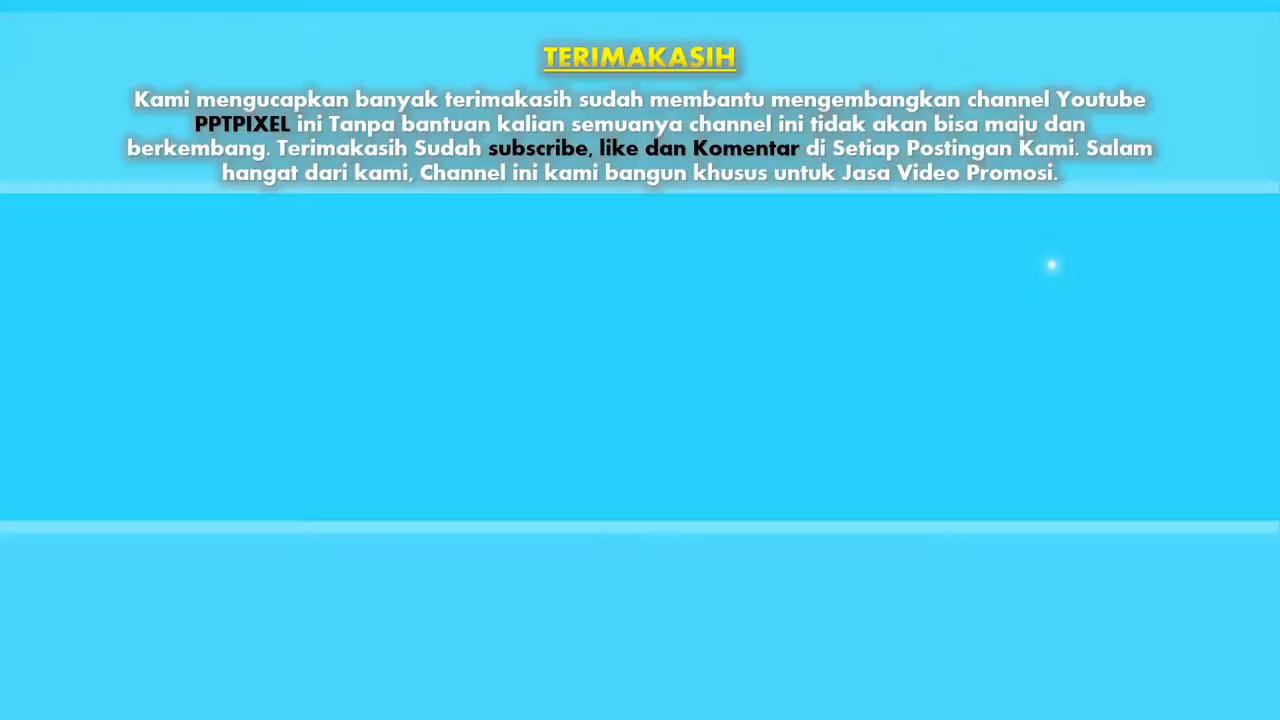 TERIMAKASIH
Kami mengucapkan banyak terimakasih sudah membantu mengembangkan channel Youtube
PPTPIXEL ini Tanpa bantuan kalian semuanya channel ini tidak akan bisa maju dan
berkembang. Terimakasih Sudah subscribe, like dan Komentar di Setiap Postingan Kami. Salam
hangat dari kami, Channel ini kami bangun khusus untuk Jasa Video Promosi.